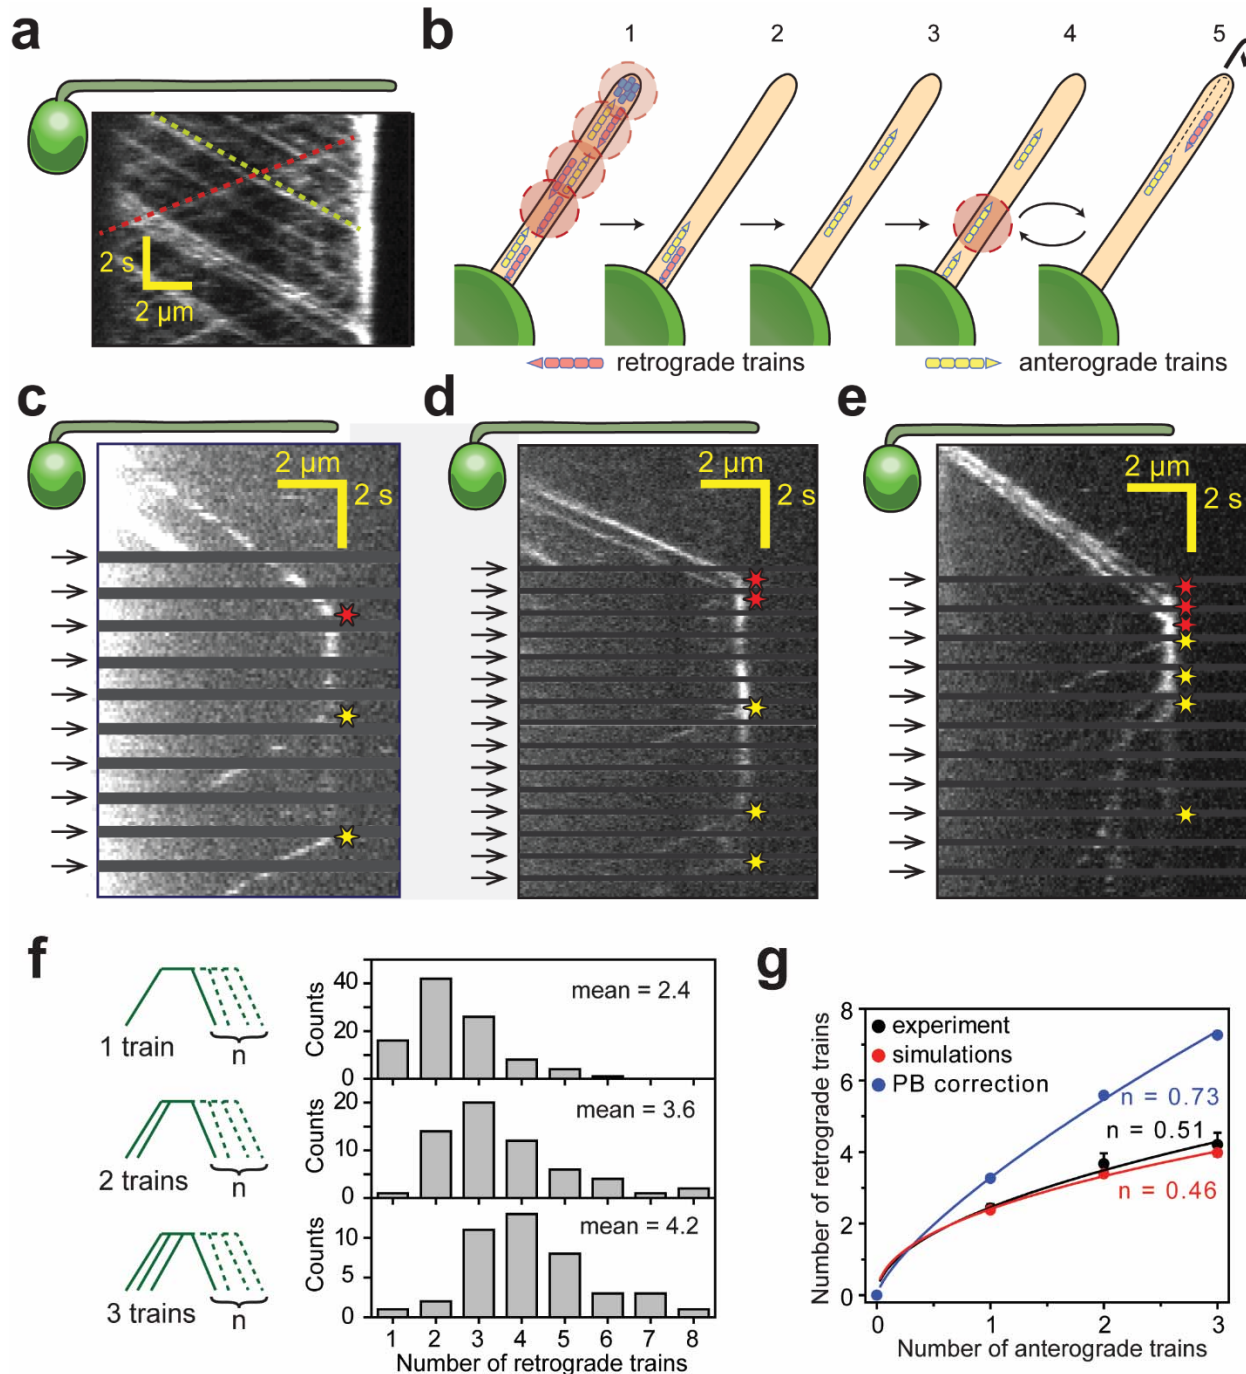 a
2 s
2 µm
b
1 2 3 4 5
retrograde trains
anterograde trains
c
2 µm
2 s
d
2 µm
2 s
e
2 µm
2 s
f
1 train
n
2 trains
n
3 trains
n
Counts
40
20
0
mean = 2.4
Counts
20
10
0
mean = 3.6
Counts
10
5
0
mean = 4.2
1 2 3 4 5 6 7 8
Number of retrograde trains
g
Number of retrograde trains
8
6
4
2
0
experiment
simulations
PB correction
n = 0.73
n = 0.51
n = 0.46
0 1 2 3
Number of anterograde trains